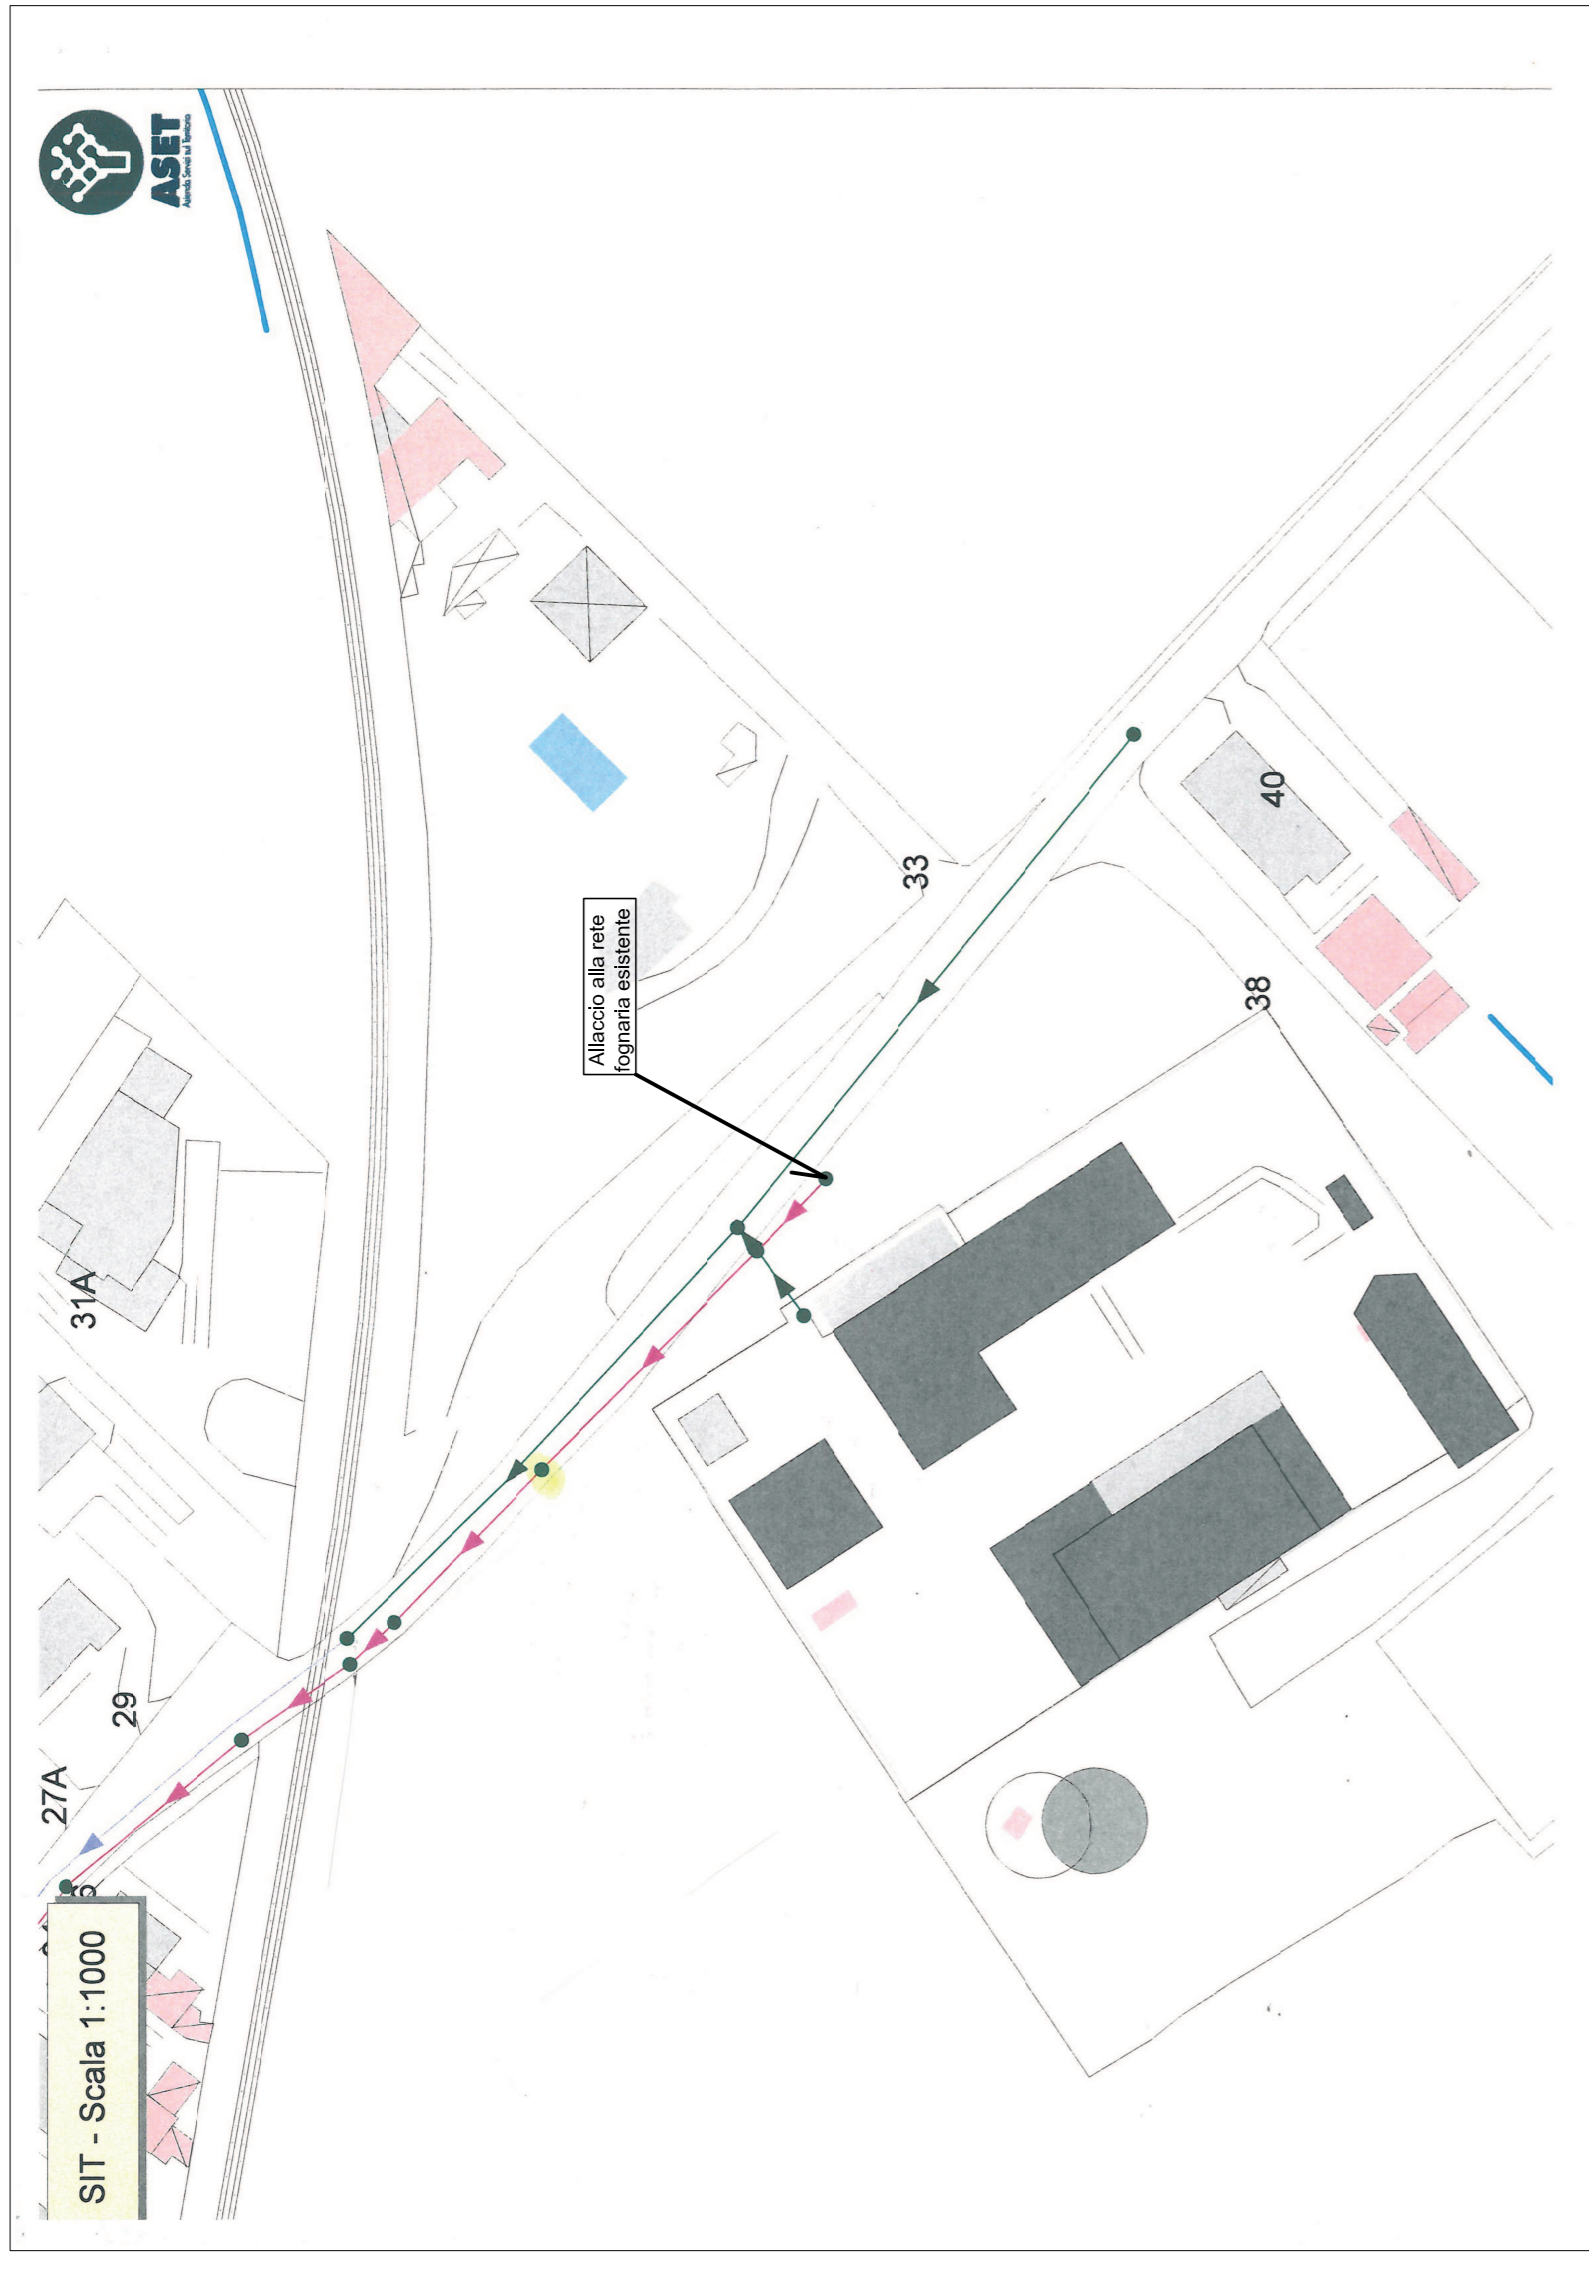 ASET
Azienda Servizi sul Territorio
33
40
38
Allaccio alla rete
fognaria esistente
31A
29
27A
SIT - Scala 1:1000